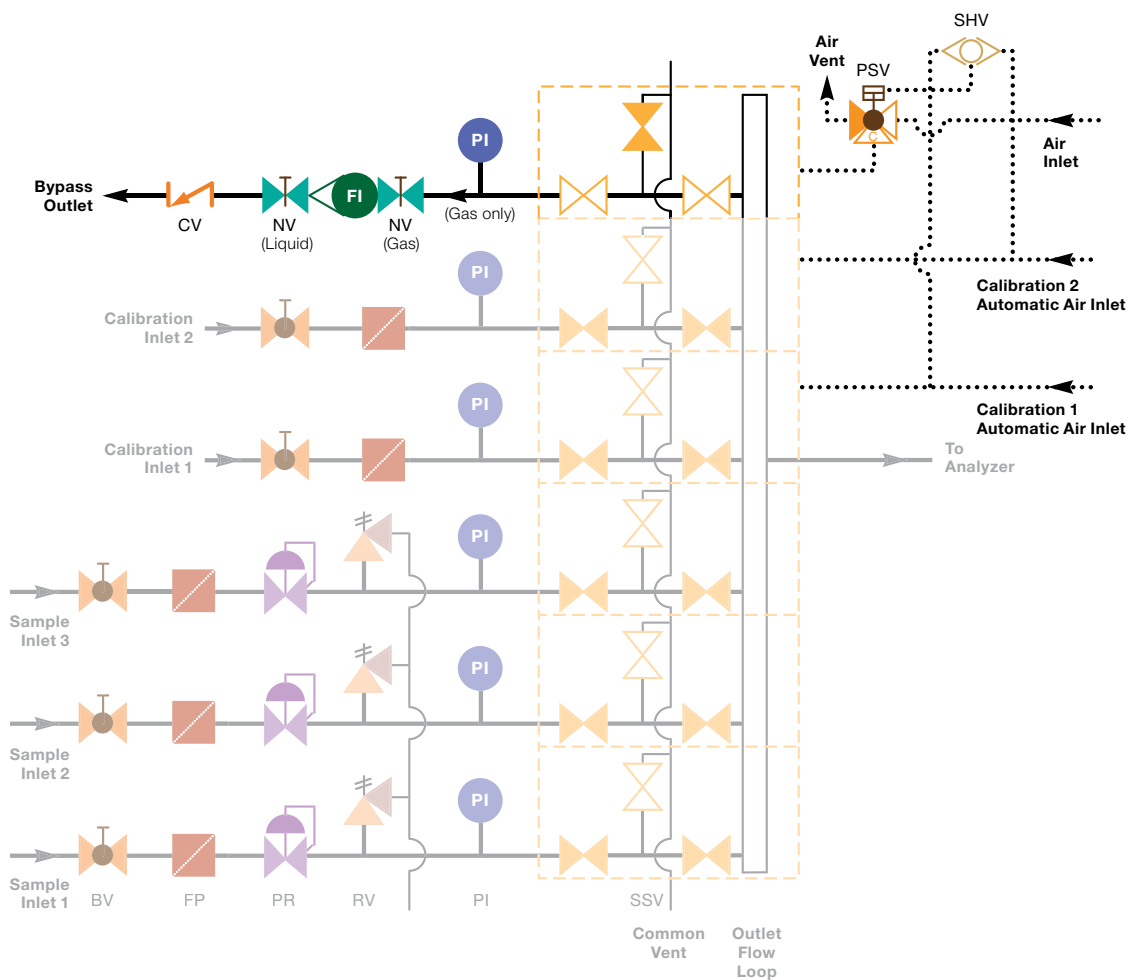 SHV
Air
Vent
PSV
C
Air
Inlet
PI
Bypass
Outlet
FI
CV
NV
(Liquid)
NV
(Gas)
(Gas only)
PI
Calibration 2
Automatic Air Inlet
Calibration
Inlet 2
PI
Calibration 1
Automatic Air Inlet
Calibration
Inlet 1
To
Analyzer
PI
Sample
Inlet 3
PI
Sample
Inlet 2
PI
Sample
Inlet 1
BV
FP
PR
RV
PI
SSV
Common
Vent
Outlet
Flow
Loop